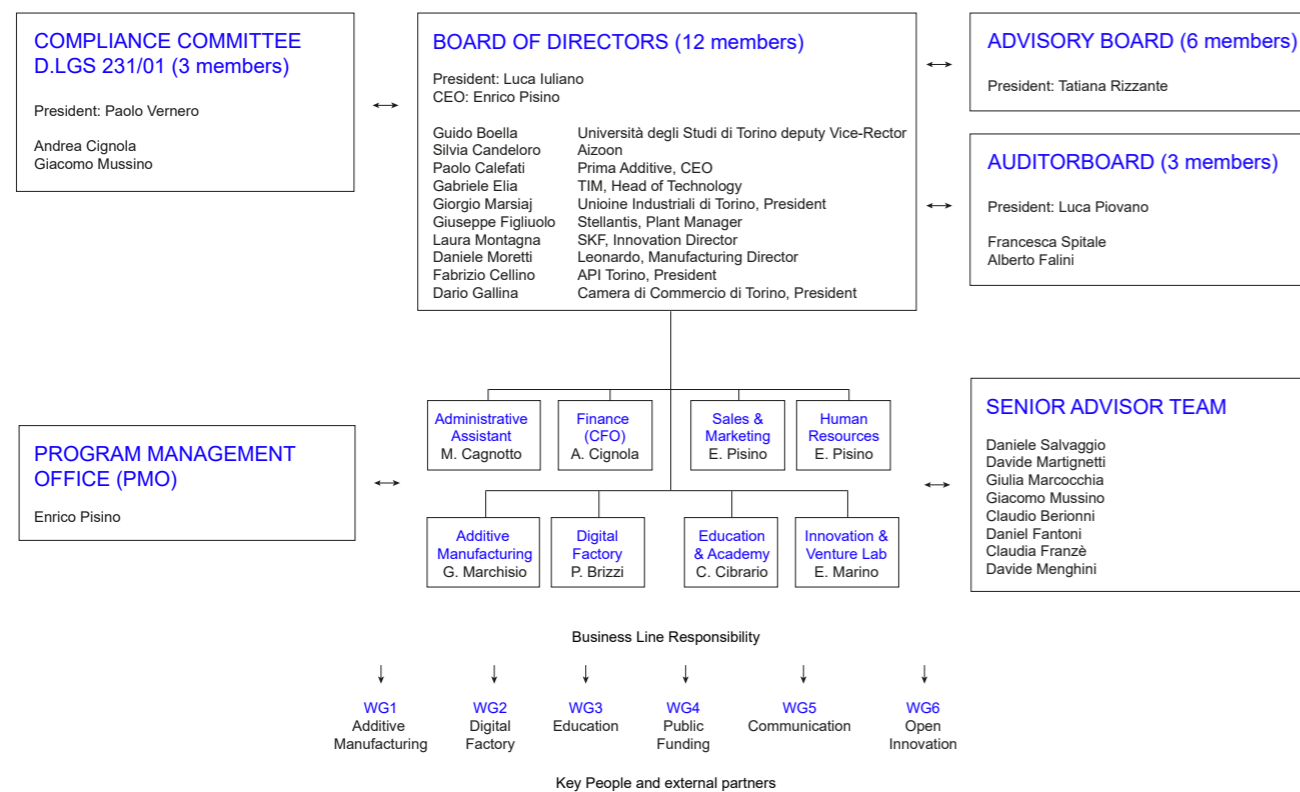 COMPLIANCE COMMITTEE
D.LGS 231/01 (3 members)
President: Paolo Vernero
Andrea Cignola
Giacomo Mussino
BOARD OF DIRECTORS (12 members)
President: Luca Iuliano
CEO: Enrico Pisino
Guido Boella Università degli Studi di Torino deputy Vice-Rector
Silvia Candeloro Aizoon
Paolo Calefati Prima Additive, CEO
Gabriele Elia TIM, Head of Technology
Giorgio Marsiaj Unioine Industriali di Torino, President
Giuseppe Figliuolo Stellantis, Plant Manager
Laura Montagna SKF, Innovation Director
Daniele Moretti Leonardo, Manufacturing Director
Fabrizio Cellino API Torino, President
Dario Gallina Camera di Commercio di Torino, President
ADVISORY BOARD (6 members)
President: Tatiana Rizzante
AUDITORBOARD (3 members)
President: Luca Piovano
Francesca Spitale
Alberto Falini
PROGRAM MANAGEMENT
OFFICE (PMO)
Enrico Pisino
Administrative
Assistant
M. Cagnotto
Finance
(CFO)
A. Cignola
Sales &
Marketing
E. Pisino
Human
Resources
E. Pisino
Additive
Manufacturing
G. Marchisio
Digital
Factory
P. Brizzi
Education
& Academy
C. Cibrario
Innovation &
Venture Lab
E. Marino
SENIOR ADVISOR TEAM
Daniele Salvaggio
Davide Martignetti
Giulia Marcocchia
Giacomo Mussino
Claudio Berionni
Daniel Fantoni
Claudia Franzè
Davide Menghini
Business Line Responsibility
WG1
Additive
Manufacturing
WG2
Digital
Factory
WG3
Education
WG4
Public
Funding
WG5
Communication
WG6
Open
Innovation
Key People and external partners